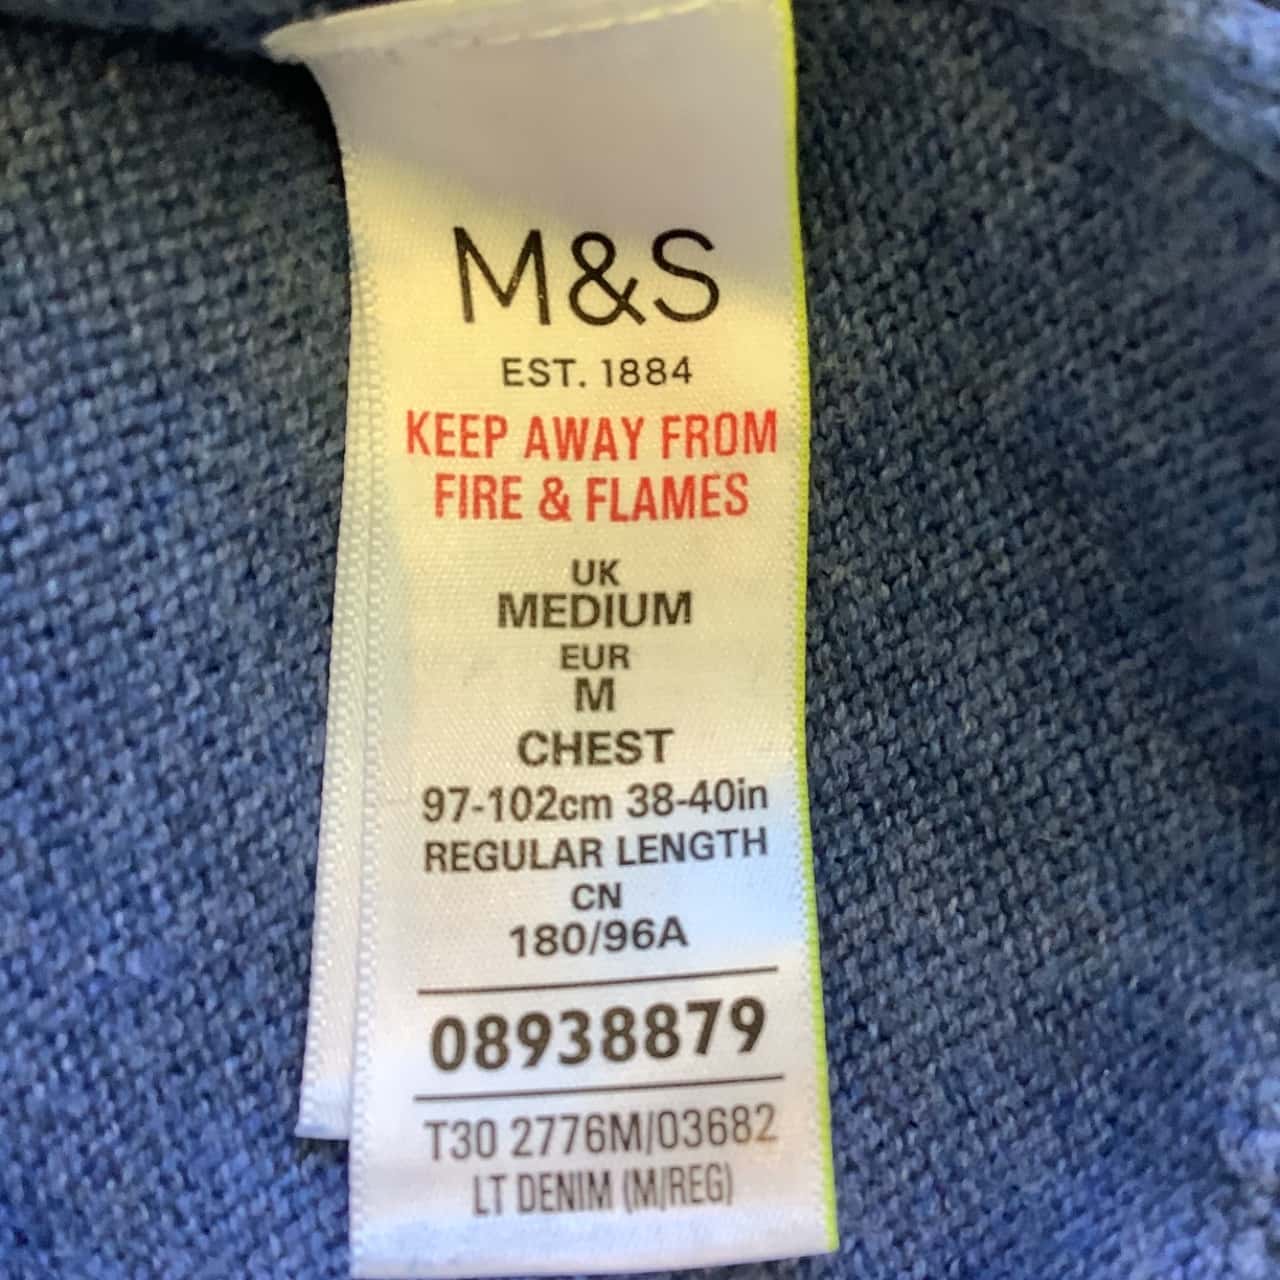 M&S
EST. 1884
KEEP AWAY FROM
FIRE & FLAMES
UK
MEDIUM
EUR
M
CHEST
97-102cm 38-40in
REGULAR LENGTH
CN
180/96A
08938879
T30 2776M/03682
LT DENIM (M/REG)